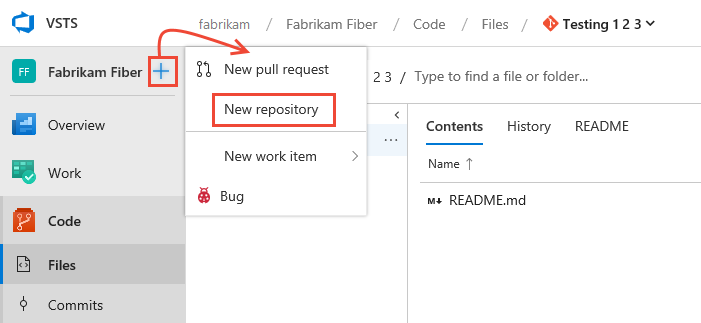 VSTS
fabrikam / Fabrikam Fiber / Code / Files / Testing 1 2 3
FF Fabrikam Fiber +
New pull request
New repository
New work item
Bug
2 3 / Type to find a file or folder...
Overview
Work
Code
Files
Commits
...
Contents History README
Name ↑
M↓ README.md